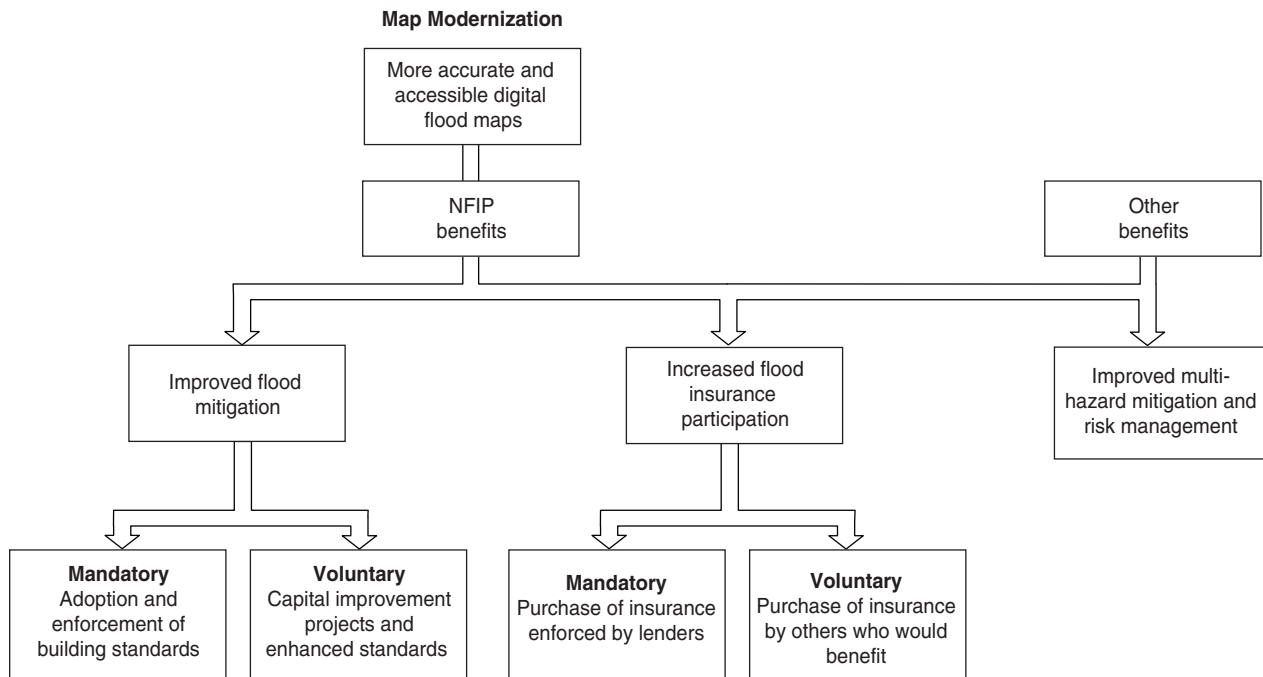 Map Modernization
More accurate and
accessible digital
flood maps
NFIP
benefits
Other
benefits
Improved flood
mitigation
Increased flood
insurance
participation
Improved multi-
hazard mitigation and
risk management
Mandatory
Adoption and
enforcement of
building standards
Voluntary
Capital improvement
projects and
enhanced standards
Mandatory
Purchase of insurance
enforced by lenders
Voluntary
Purchase of insurance
by others who would
benefit